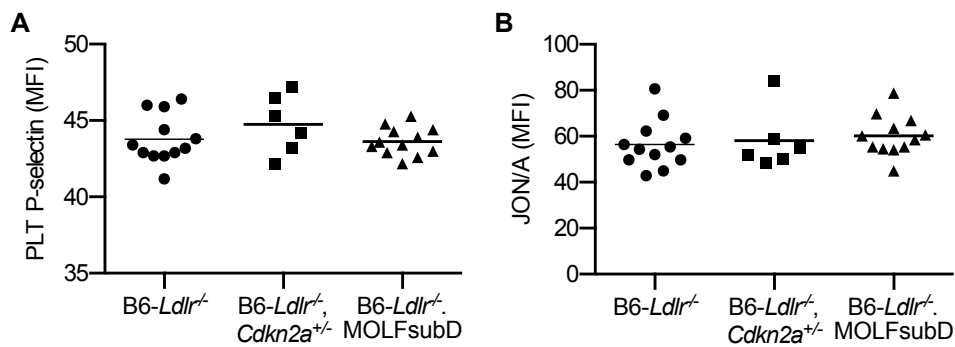 A
PLT P-selectin (MFI)
50
45
40
35
B6-Ldlr-/-
B6-Ldlr-/-,
Cdkn2a+/-
B6-Ldlr-/-.
MOLFsubD
B
JON/A (MFI)
100
80
60
40
20
0
B6-Ldlr-/-
B6-Ldlr-/-,
Cdkn2a+/-
B6-Ldlr-/-.
MOLFsubD